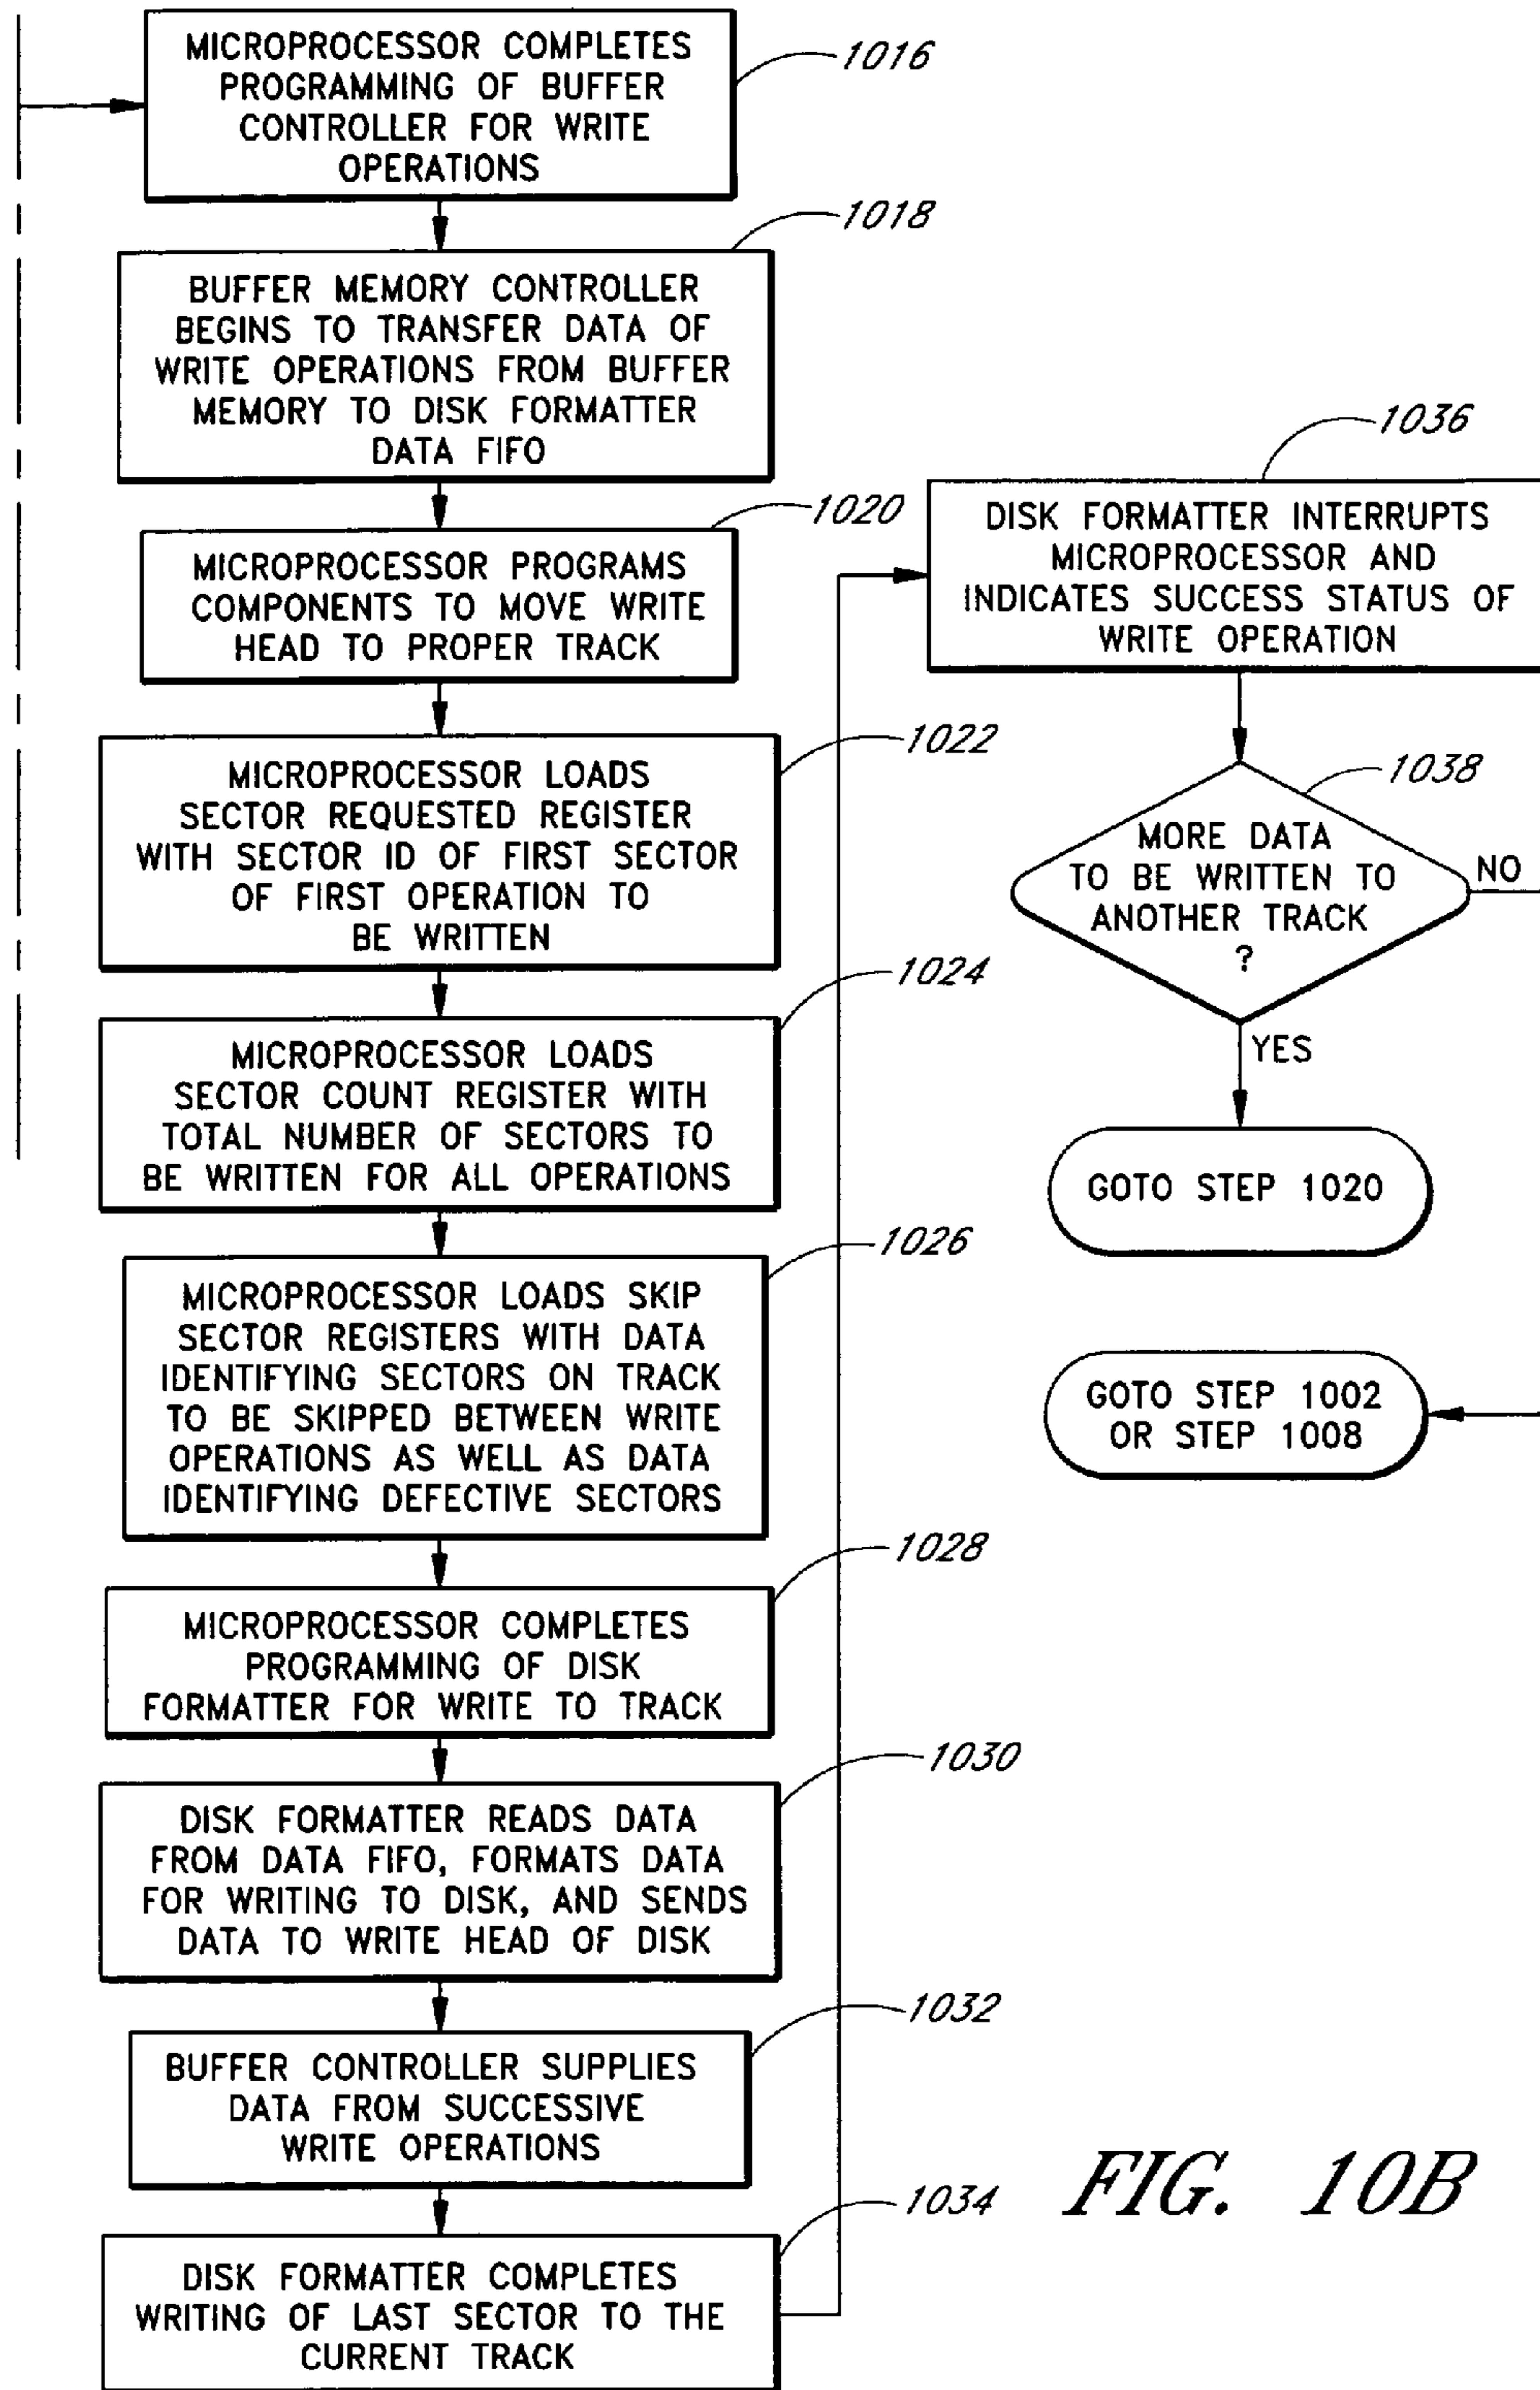 MICROPROCESSOR COMPLETES
PROGRAMMING OF BUFFER
CONTROLLER FOR WRITE
OPERATIONS
1016
BUFFER MEMORY CONTROLLER
BEGINS TO TRANSFER DATA OF
WRITE OPERATIONS FROM BUFFER
MEMORY TO DISK FORMATTER
DATA FIFO
1018
MICROPROCESSOR PROGRAMS
COMPONENTS TO MOVE WRITE
HEAD TO PROPER TRACK
1020
MICROPROCESSOR LOADS
SECTOR REQUESTED REGISTER
WITH SECTOR ID OF FIRST SECTOR
OF FIRST OPERATION TO
BE WRITTEN
1022
MICROPROCESSOR LOADS
SECTOR COUNT REGISTER WITH
TOTAL NUMBER OF SECTORS TO
BE WRITTEN FOR ALL OPERATIONS
1024
MICROPROCESSOR LOADS SKIP
SECTOR REGISTERS WITH DATA
IDENTIFYING SECTORS ON TRACK
TO BE SKIPPED BETWEEN WRITE
OPERATIONS AS WELL AS DATA
IDENTIFYING DEFECTIVE SECTORS
1026
MICROPROCESSOR COMPLETES
PROGRAMMING OF DISK
FORMATTER FOR WRITE TO TRACK
1028
DISK FORMATTER READS DATA
FROM DATA FIFO, FORMATS DATA
FOR WRITING TO DISK, AND SENDS
DATA TO WRITE HEAD OF DISK
1030
BUFFER CONTROLLER SUPPLIES
DATA FROM SUCCESSIVE
WRITE OPERATIONS
1032
DISK FORMATTER COMPLETES
WRITING OF LAST SECTOR TO THE
CURRENT TRACK
1034
DISK FORMATTER INTERRUPTS
MICROPROCESSOR AND
INDICATES SUCCESS STATUS OF
WRITE OPERATION
1036
MORE DATA
TO BE WRITTEN TO
ANOTHER TRACK
?
1038
NO
YES
GOTO STEP 1020
GOTO STEP 1002
OR STEP 1008
FIG. 10B